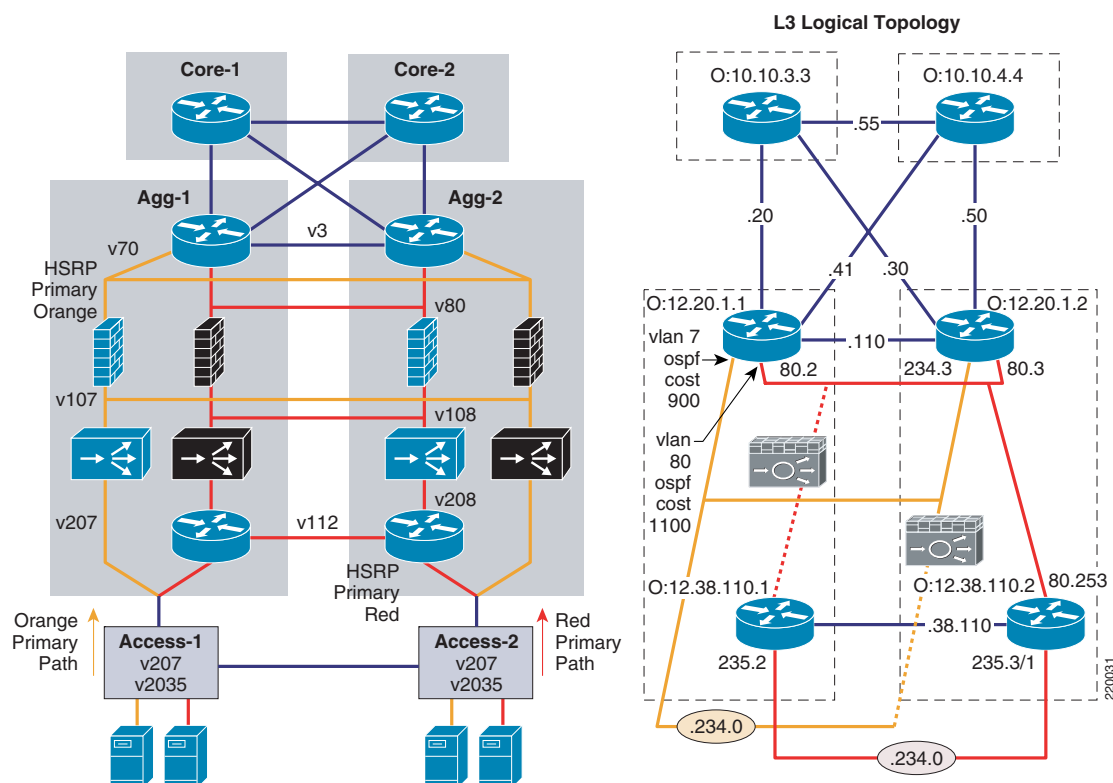 L3 Logical Topology
Core-1
Core-2
Agg-1
Agg-2
v3
v70
HSRP
Primary
Orange
v80
v107
v108
v207
v208
v112
HSRP
Primary
Red
Orange
Primary
Path
Access-1
v207
v2035
Access-2
v207
v2035
Red
Primary
Path
O:10.10.3.3
O:10.10.4.4
.55
.20
.50
.41
.30
O:12.20.1.1
O:12.20.1.2
.110
vlan 7
ospf
cost
900
80.2
234.3
80.3
vlan
80
ospf
cost
1100
O:12.38.110.1
O:12.38.110.2
80.253
.38.110
235.2
235.3/1
.234.0
.234.0
220031